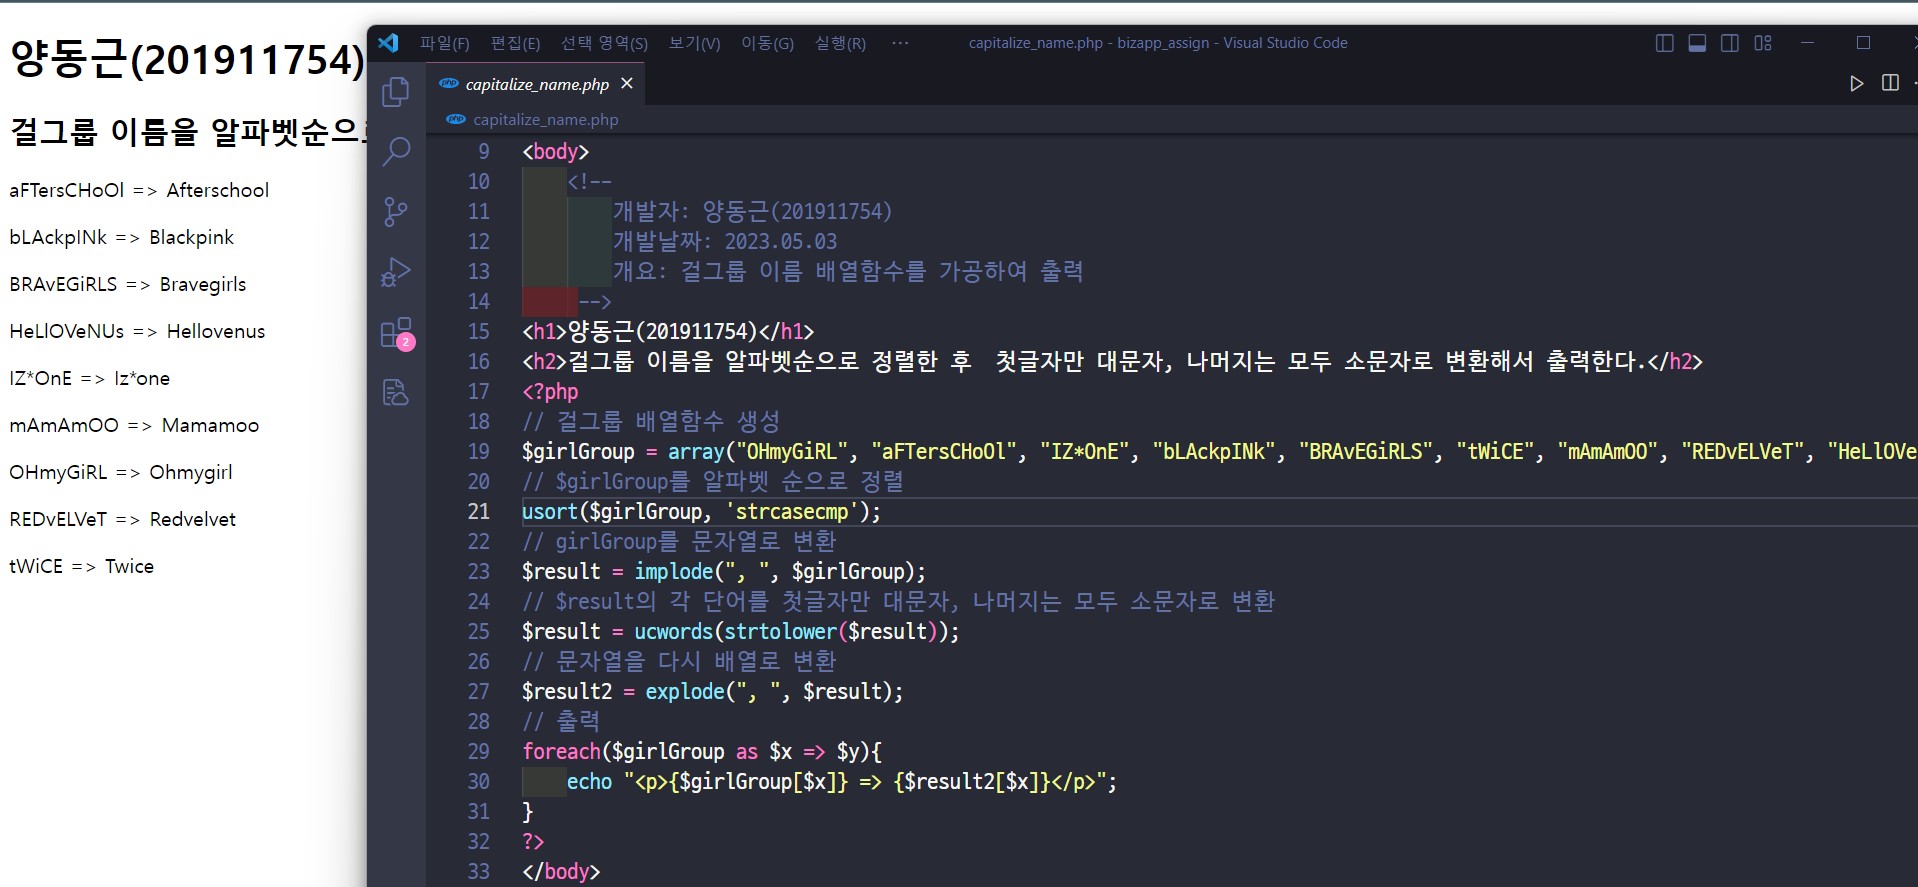 양동근(201911754)
걸그룹 이름을 알파벳순으로
aFTersCHoOl => Afterschool
bLAckpINk => Blackpink
BRAvEGiRLS => Bravegirls
HeLlOVeNUs => Hellovenus
IZ*OnE => Iz*one
mAmAmOO => Mamamoo
OHmyGiRL => Ohmygirl
REDvELVeT => Redvelvet
tWiCE => Twice
파일(F) 편집(E) 선택 영역(S) 보기(V) 이동(G) 실행(R) ··· capitalize_name.php - bizapp_assign - Visual Studio Code
php capitalize_name.php
php capitalize_name.php
2
9 <body>
10 <!--
11 개발자: 양동근(201911754)
12 개발날짜: 2023.05.03
13 개요: 걸그룹 이름 배열함수를 가공하여 출력
14 -->
15 <h1>양동근(201911754)</h1>
16 <h2>걸그룹 이름을 알파벳순으로 정렬한 후  첫글자만 대문자, 나머지는 모두 소문자로 변환해서 출력한다.</h2>
17 <?php
18 // 걸그룹 배열함수 생성
19 $girlGroup = array("OHmyGiRL", "aFTersCHoOl", "IZ*OnE", "bLAckpINk", "BRAvEGiRLS", "tWiCE", "mAmAmOO", "REDvELVeT", "HeLlOVe
20 // $girlGroup를 알파벳 순으로 정렬
21 usort($girlGroup, 'strcasecmp');
22 // girlGroup를 문자열로 변환
23 $result = implode(", ", $girlGroup);
24 // $result의 각 단어를 첫글자만 대문자, 나머지는 모두 소문자로 변환
25 $result = ucwords(strtolower($result));
26 // 문자열을 다시 배열로 변환
27 $result2 = explode(", ", $result);
28 // 출력
29 foreach($girlGroup as $x => $y){
30 echo "<p>{$girlGroup[$x]} => {$result2[$x]}</p>";
31 }
32 ?>
33 </body>